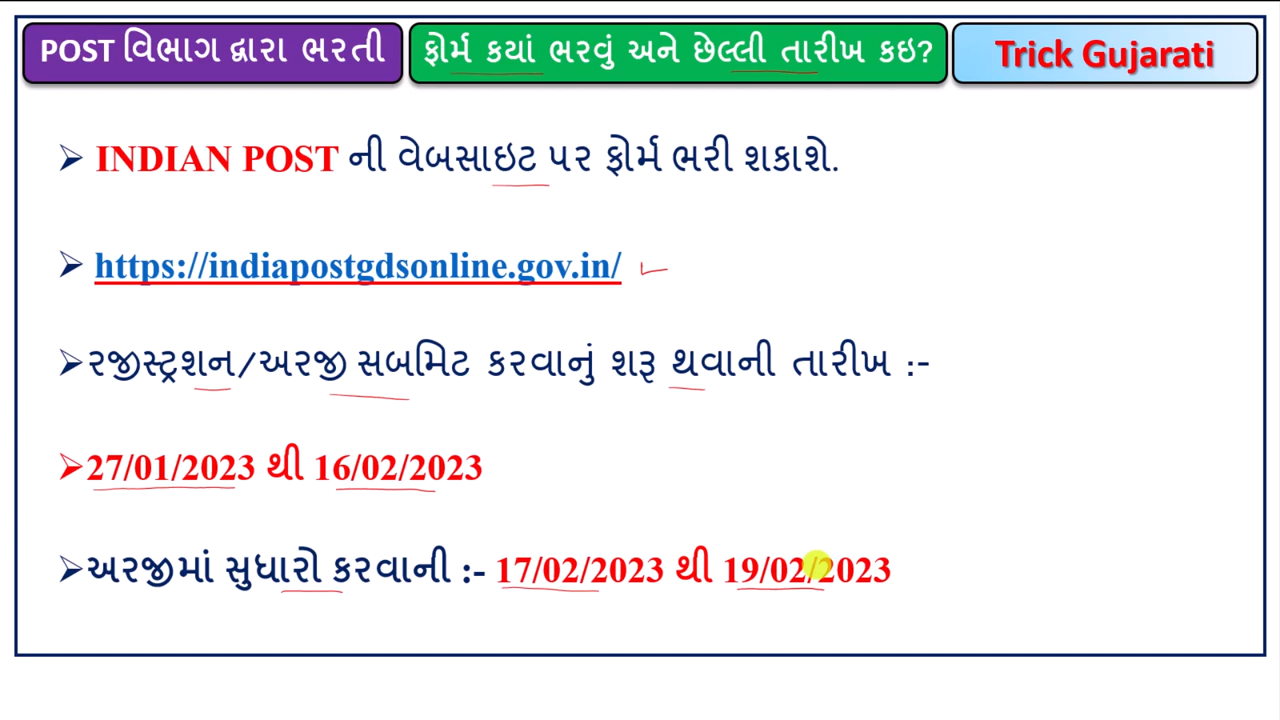 POST વિભાગ દ્વારા ભરતી
ફોર્મ કયાં ભરવું અને છેલ્લી તારીખ કઇ?
Trick Gujarati
INDIAN POST ની વેબસાઇટ પર ફોર્મ ભરી શકાશે.
https://indiapostgdsonline.gov.in/
રજીસ્ટ્રશન/અરજી સબમિટ કરવાનું શરૂ થવાની તારીખ :-
27/01/2023 થી 16/02/2023
અરજીમાં સુધારો કરવાની :- 17/02/2023 થી 19/02/2023